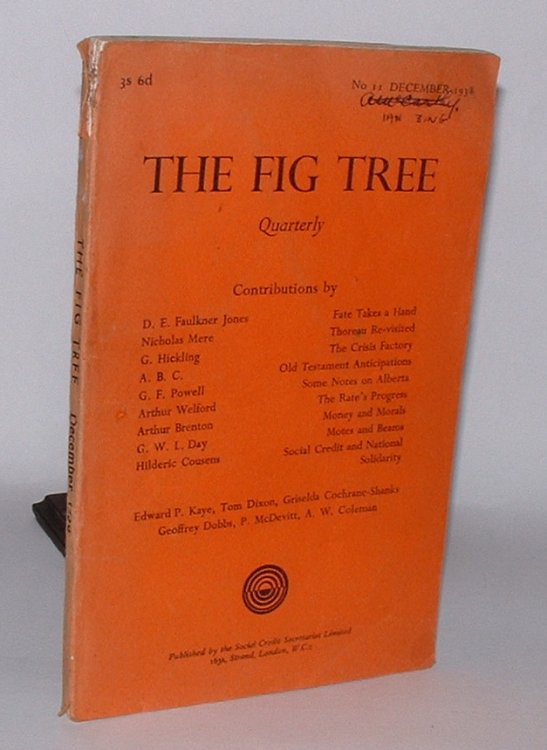 3s 6d
No 11 DECEMBER 1938
THE FIG TREE
Quarterly
Contributions by
D. E. Faulkner Jones Fate Takes a Hand
Nicholas Mere Thoreau Re-visited
G. Hickling The Crisis Factory
A. B. C. Old Testament Anticipations
G. F. Powell Some Notes on Alberta
Arthur Welford The Rate's Progress
Arthur Brenton Money and Morals
G. W. L. Day Motes and Beams
Hilderic Cousens Social Credit and National
Solidarity
Edward P. Kaye, Tom Dixon, Griselda Cochrane-Shanks
Geoffrey Dobbs, P. McDevitt, A. W. Coleman
Published by the Social Credit Secretariat Limited
163A, Strand, London, W.C.2
THE FIG TREE December 1938